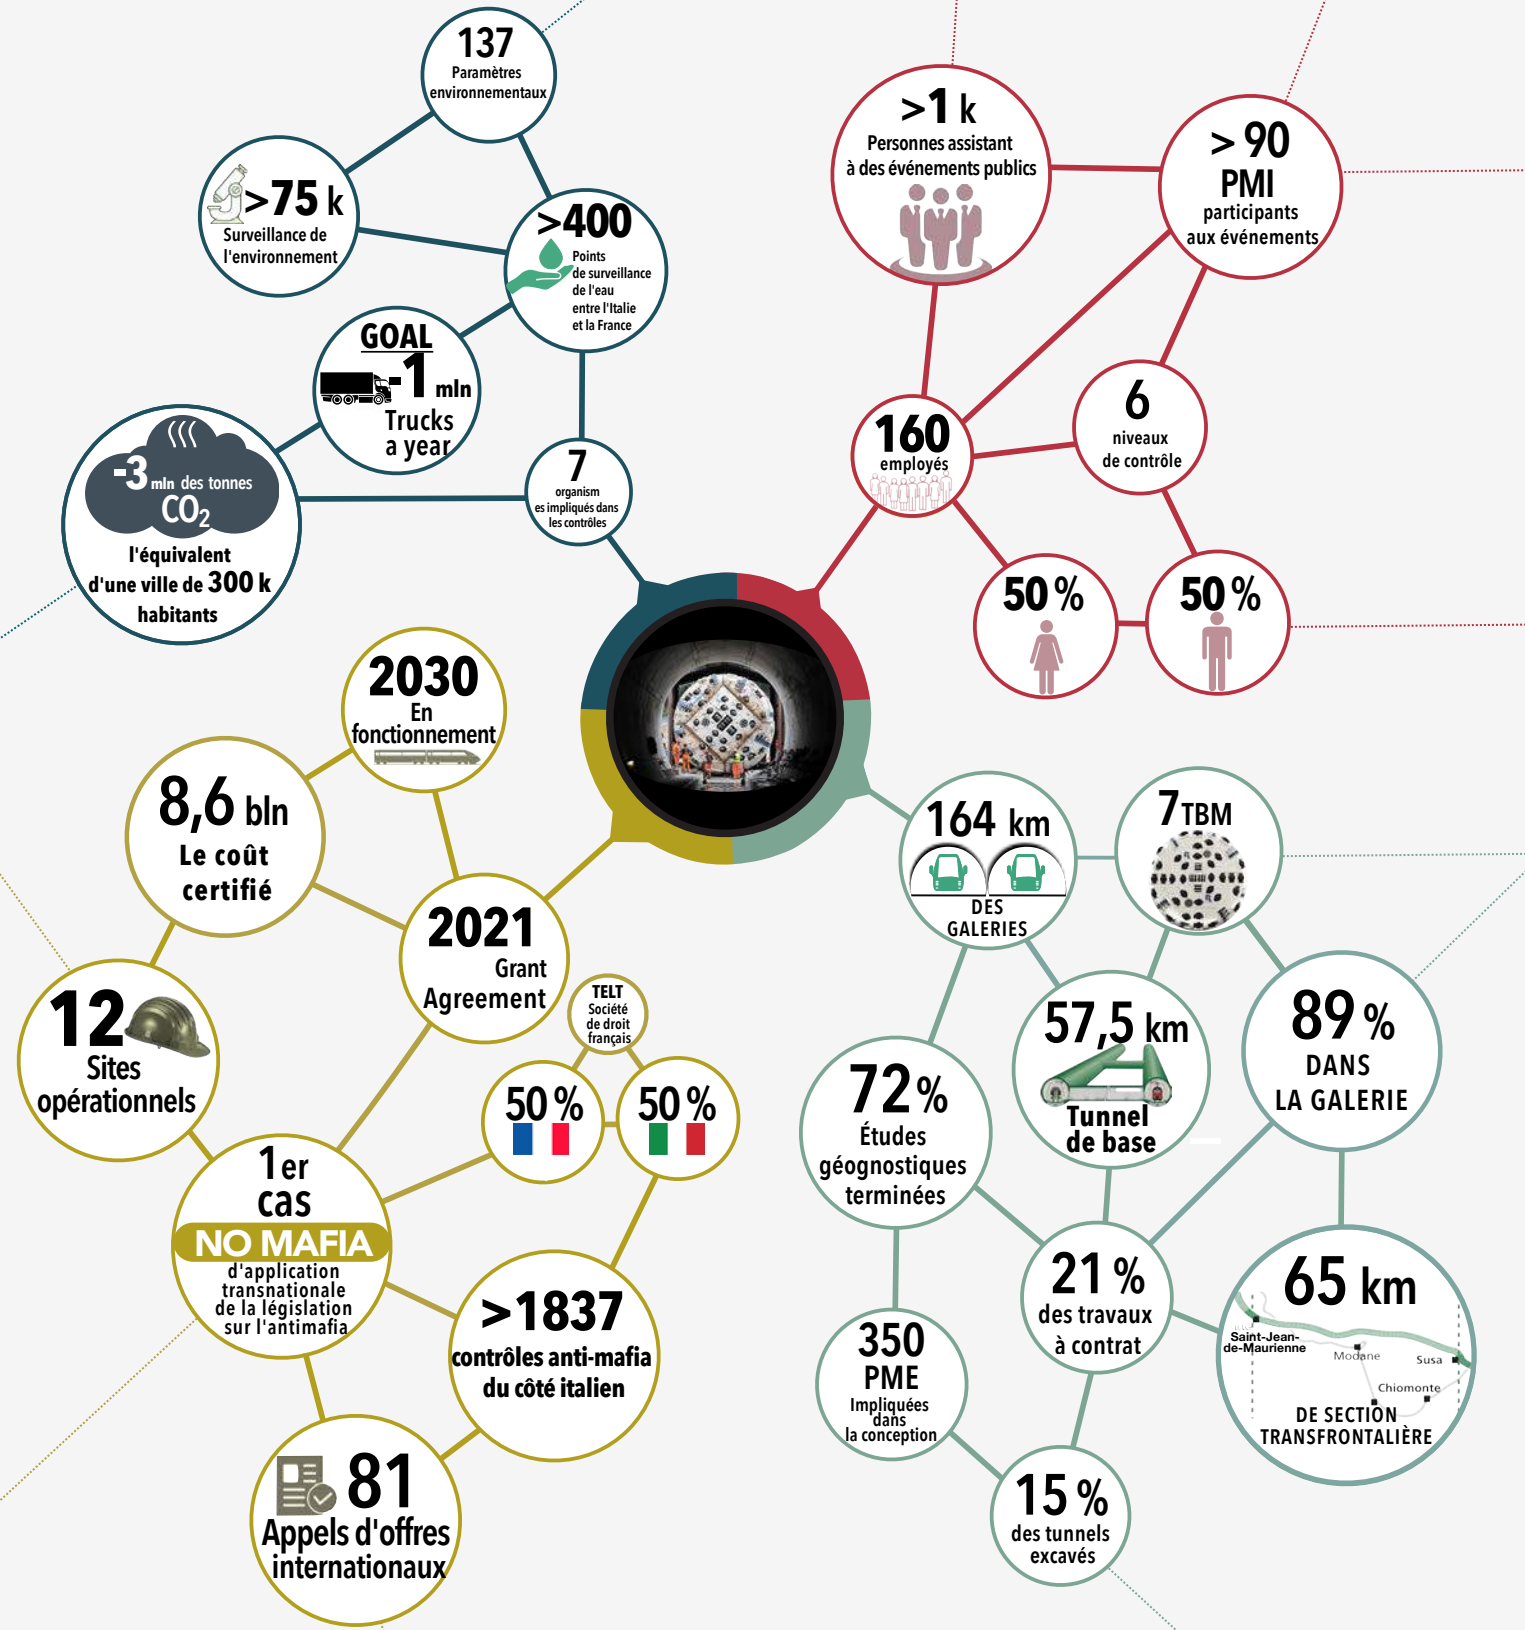 137
Paramètres
environnementaux
>75 k
Surveillance de
l'environnement
>400
Points
de surveillance
de l'eau
entre l'Italie
et la France
GOAL
-1 mln
Trucks
a year
-3 mln des tonnes
CO2
l'équivalent
d'une ville de 300 k
habitants
7
organism
es impliqués dans
les contrôles
>1 k
Personnes assistant
à des événements publics
> 90
PMI
participants
aux événements
160
employés
6
niveaux
de contrôle
50 %
50 %
2030
En
fonctionnement
8,6 bln
Le coût
certifié
2021
Grant
Agreement
12
Sites
opérationnels
TELT
Société
de droit
français
50 %
50 %
1er
cas
NO MAFIA
d'application
transnationale
de la législation
sur l'antimafia
>1837
contrôles anti-mafia
du côté italien
81
Appels d'offres
internationaux
164 km
DES
GALERIES
7 TBM
57,5 km
Tunnel
de base
89 %
DANS
LA GALERIE
72 %
Études
géognostiques
terminées
21 %
des travaux
à contrat
65 km
Saint-Jean-
de-Maurienne
Modane
Susa
Chiomonte
DE SECTION
TRANSFRONTALIÈRE
350
PME
Impliquées
dans
la conception
15 %
des tunnels
excavés